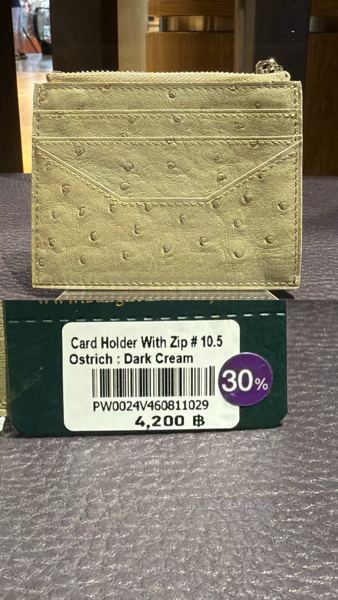 Card Holder With Zip # 10.5
Ostrich : Dark Cream
PW0024V460811029
4,200 ฿
30%